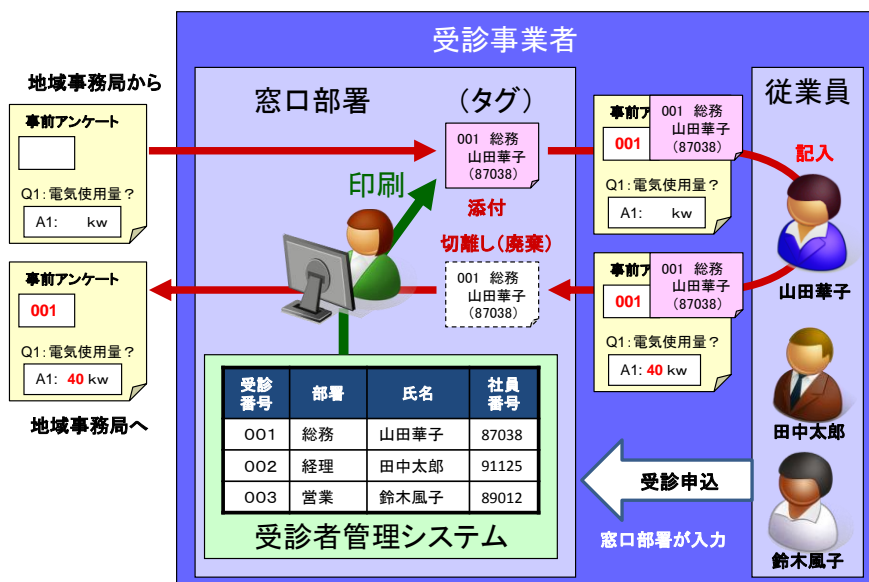 受診事業者
地域事務局から
事前アンケート
Q1:電気使用量?
A1: kw
窓口部署
(タグ)
001 総務
山田華子
(87038)
印刷
添付
切離し(廃棄)
001 総務
山田華子
(87038)
事前ア
001
001 総務
山田華子
(87038)
Q1:電気使用量?
A1: kw
従業員
記入
山田華子
事前アンケート
001
Q1:電気使用量?
A1: 40 kw
地域事務局へ
事前ア
001
001 総務
山田華子
(87038)
Q1:電気使用量?
A1: 40 kw
田中太郎
鈴木風子
受診番号 部署 氏名 社員番号
001 総務 山田華子 87038
002 経理 田中太郎 91125
003 営業 鈴木風子 89012
受診者管理システム
受診申込
窓口部署が入力